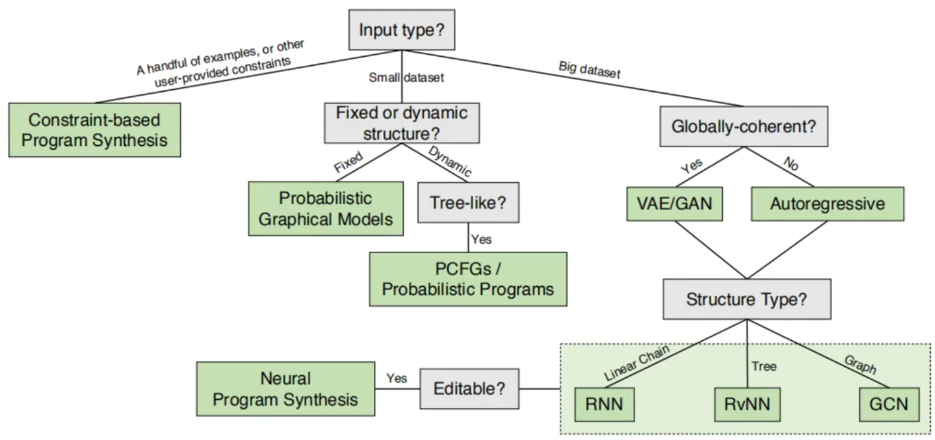 Input type?
A handful of examples, or other
user-provided constraints
Small dataset
Big dataset
Constraint-based
Program Synthesis
Fixed or dynamic
structure?
Globally-coherent?
Fixed
Dynamic
Yes
No
Probabilistic
Graphical Models
Tree-like?
VAE/GAN
Autoregressive
Yes
PCFGs /
Probabilistic Programs
Structure Type?
Linear Chain
Tree
Graph
Neural
Program Synthesis
Yes
Editable?
RNN
RvNN
GCN